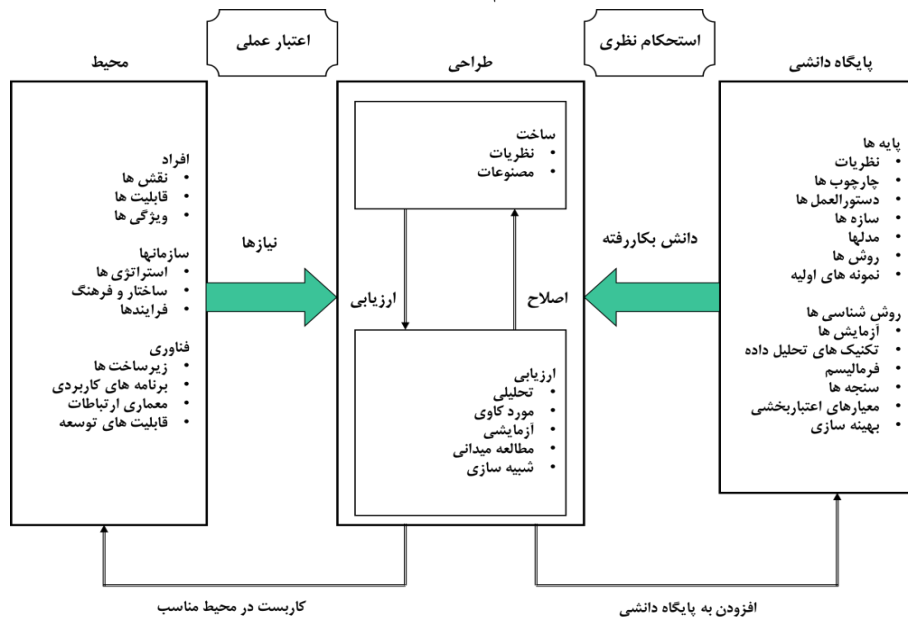 اعتبار عملی
استحکام نظری
محیط
طراحی
پایگاه دانشی
افراد
• نقش ها
• قابلیت ها
• ویژگی ها
سازمانها
• استراتژی ها
• ساختار و فرهنگ
• فرایندها
فناوری
• زیرساخت ها
• برنامه های کاربردی
• معماری ارتباطات
• قابلیت های توسعه
نیازها
ساخت
• نظریات
• مصنوعات
ارزیابی
اصلاح
ارزیابی
• تحلیلی
• مورد کاوی
• آزمایشی
• مطالعه میدانی
• شبیه سازی
دانش بکاررفته
پایه ها
• نظریات
• چارچوب ها
• دستورالعمل ها
• سازه ها
• مدلها
• روش ها
• نمونه های اولیه
روش شناسی ها
• آزمایش ها
• تکنیک های تحلیل داده
• فرمالیسم
• سنجه ها
• معیارهای اعتباربخشی
• بهینه سازی
کاربست در محیط مناسب
افزودن به پایگاه دانشی